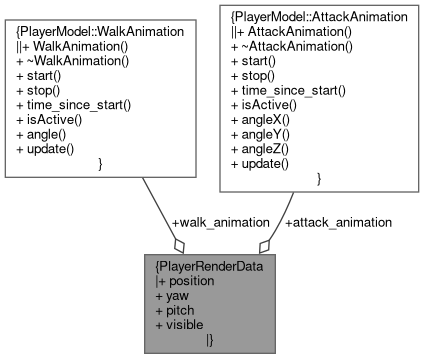 {PlayerModel::WalkAnimation
||+ WalkAnimation()
+ ~WalkAnimation()
+ start()
+ stop()
+ time_since_start()
+ isActive()
+ angle()
+ update()
}
{PlayerModel::AttackAnimation
||+ AttackAnimation()
+ ~AttackAnimation()
+ start()
+ stop()
+ time_since_start()
+ isActive()
+ angleX()
+ angleY()
+ angleZ()
+ update()
}
+walk_animation
+attack_animation
{PlayerRenderData
|+ position
+ yaw
+ pitch
+ visible
|}